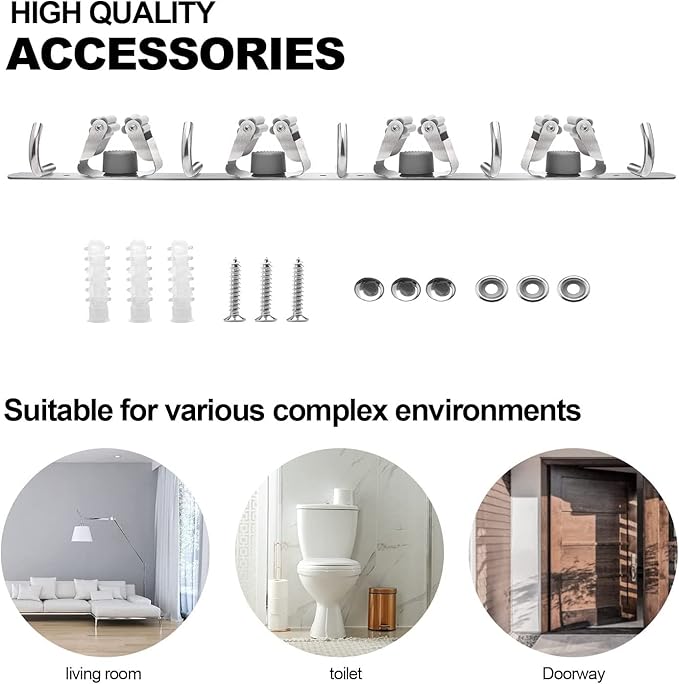 HIGH QUALITY
ACCESSORIES
Suitable for various complex environments
living room
toilet
Doorway